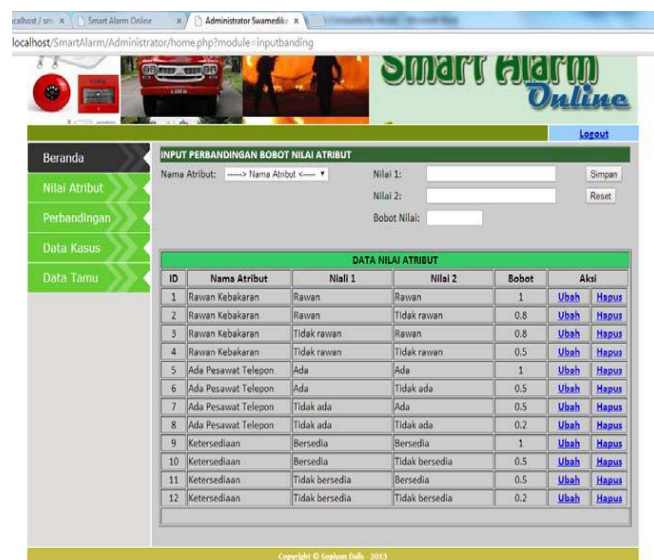 Smart Alarm Online
Administrator Swamedika
localhost/SmartAlarm/Administrator/home.php?module=inputbanding
Smart Alarm
Online
Logout
Beranda
Nilai Atribut
Perbandingan
Data Kasus
Data Tamu
INPUT PERBANDINGAN BOBOT NILAI ATRIBUT
Nama Atribut: ------> Nama Atribut <----- Nilai 1: Simpan
Nilai 2: Reset
Bobot Nilai:
DATA NILAI ATRIBUT
ID Nama Atribut Niali 1 Nilai 2 Bobot Aksi
1 Rawan Kebakaran Rawan Rawan 1 Ubah Hapus
2 Rawan Kebakaran Rawan Tidak rawan 0.8 Ubah Hapus
3 Rawan Kebakaran Tidak rawan Rawan 0.8 Ubah Hapus
4 Rawan Kebakaran Tidak rawan Tidak rawan 0.5 Ubah Hapus
5 Ada Pesawat Telepon Ada Ada 1 Ubah Hapus
6 Ada Pesawat Telepon Ada Tidak ada 0.5 Ubah Hapus
7 Ada Pesawat Telepon Tidak ada Ada 0.5 Ubah Hapus
8 Ada Pesawat Telepon Tidak ada Tidak ada 0.2 Ubah Hapus
9 Ketersediaan Bersedia Bersedia 1 Ubah Hapus
10 Ketersediaan Bersedia Tidak bersedia 0.5 Ubah Hapus
11 Ketersediaan Tidak bersedia Bersedia 0.5 Ubah Hapus
12 Ketersediaan Tidak bersedia Tidak bersedia 0.2 Ubah Hapus
Copyright © Sopiyan Dalis - 2013